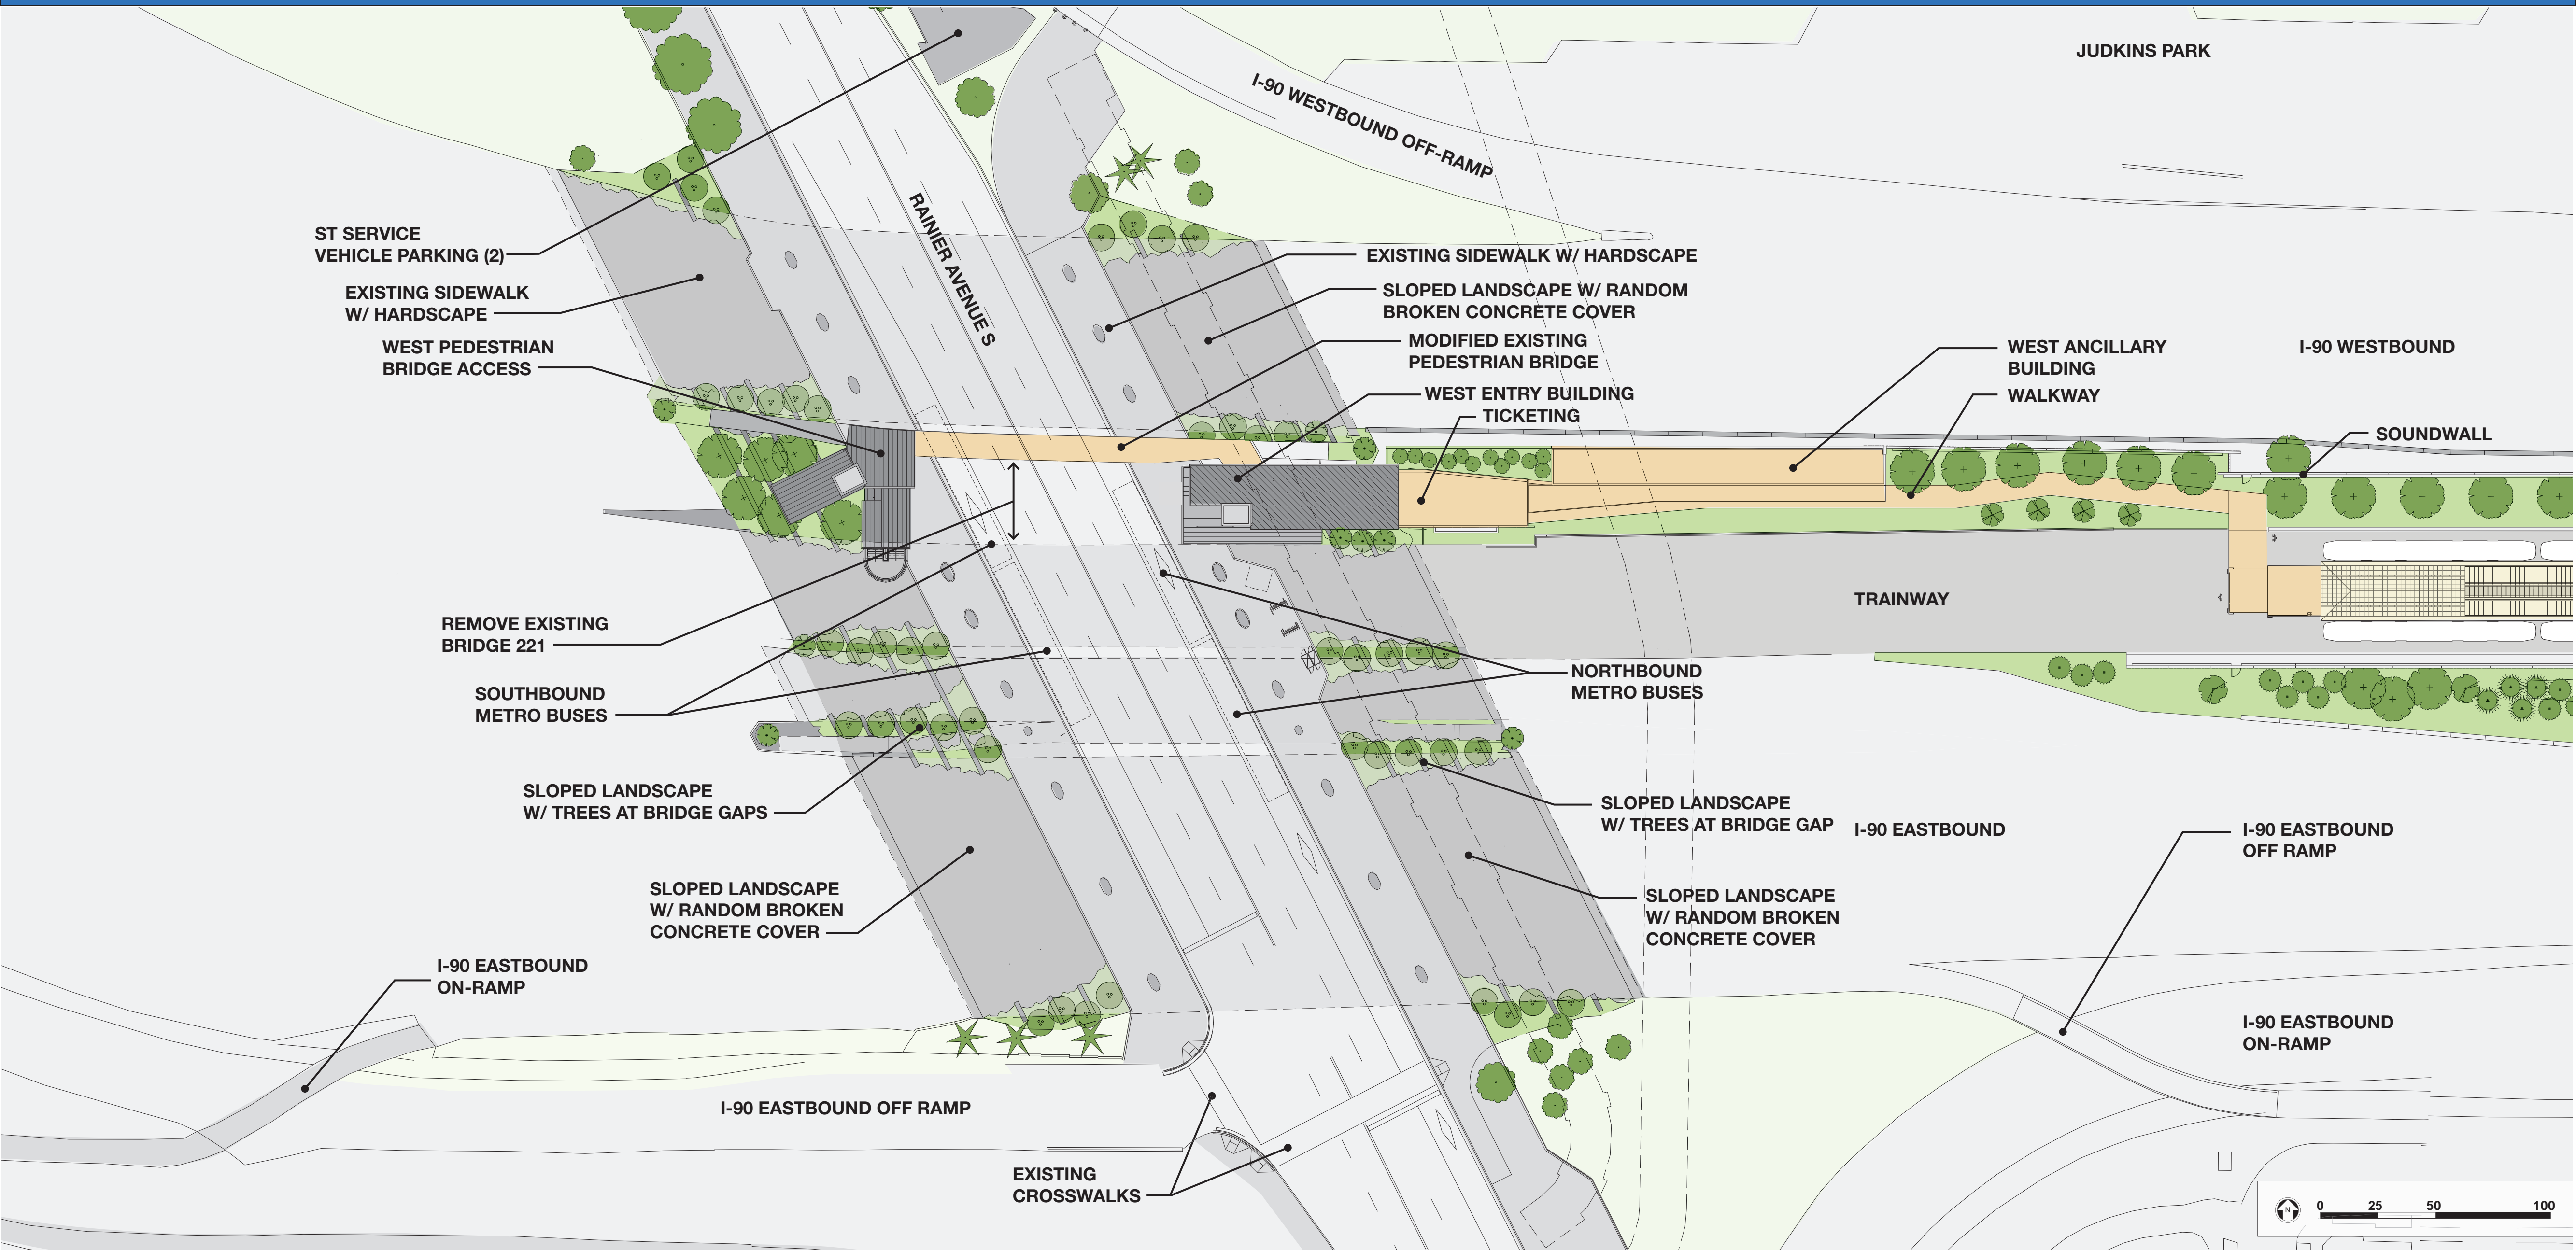 JUDKINS PARK
I-90 WESTBOUND OFF-RAMP
RAINIER AVENUE S
ST SERVICE
VEHICLE PARKING (2)
EXISTING SIDEWALK
W/ HARDSCAPE
WEST PEDESTRIAN
BRIDGE ACCESS
EXISTING SIDEWALK W/ HARDSCAPE
SLOPED LANDSCAPE W/ RANDOM
BROKEN CONCRETE COVER
MODIFIED EXISTING
PEDESTRIAN BRIDGE
WEST ENTRY BUILDING
TICKETING
WEST ANCILLARY
BUILDING
WALKWAY
I-90 WESTBOUND
SOUNDWALL
TRAINWAY
REMOVE EXISTING
BRIDGE 221
SOUTHBOUND
METRO BUSES
NORTHBOUND
METRO BUSES
SLOPED LANDSCAPE
W/ TREES AT BRIDGE GAPS
SLOPED LANDSCAPE
W/ TREES AT BRIDGE GAP
I-90 EASTBOUND
I-90 EASTBOUND
OFF RAMP
SLOPED LANDSCAPE
W/ RANDOM BROKEN
CONCRETE COVER
SLOPED LANDSCAPE
W/ RANDOM BROKEN
CONCRETE COVER
I-90 EASTBOUND
ON-RAMP
I-90 EASTBOUND
ON-RAMP
I-90 EASTBOUND OFF RAMP
EXISTING
CROSSWALKS
N
0 25 50 100